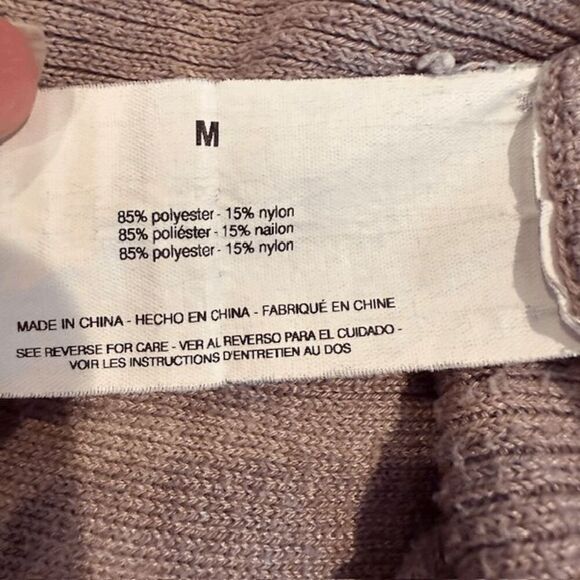 M
85% polyester - 15% nylon
85% poliéster - 15% nailon
85% polyester - 15% nylon
MADE IN CHINA - HECHO EN CHINA - FABRIQUÉ EN CHINE
SEE REVERSE FOR CARE - VER AL REVERSO PARA EL CUIDADO -
VOIR LES INSTRUCTIONS D'ENTRETIEN AU DOS